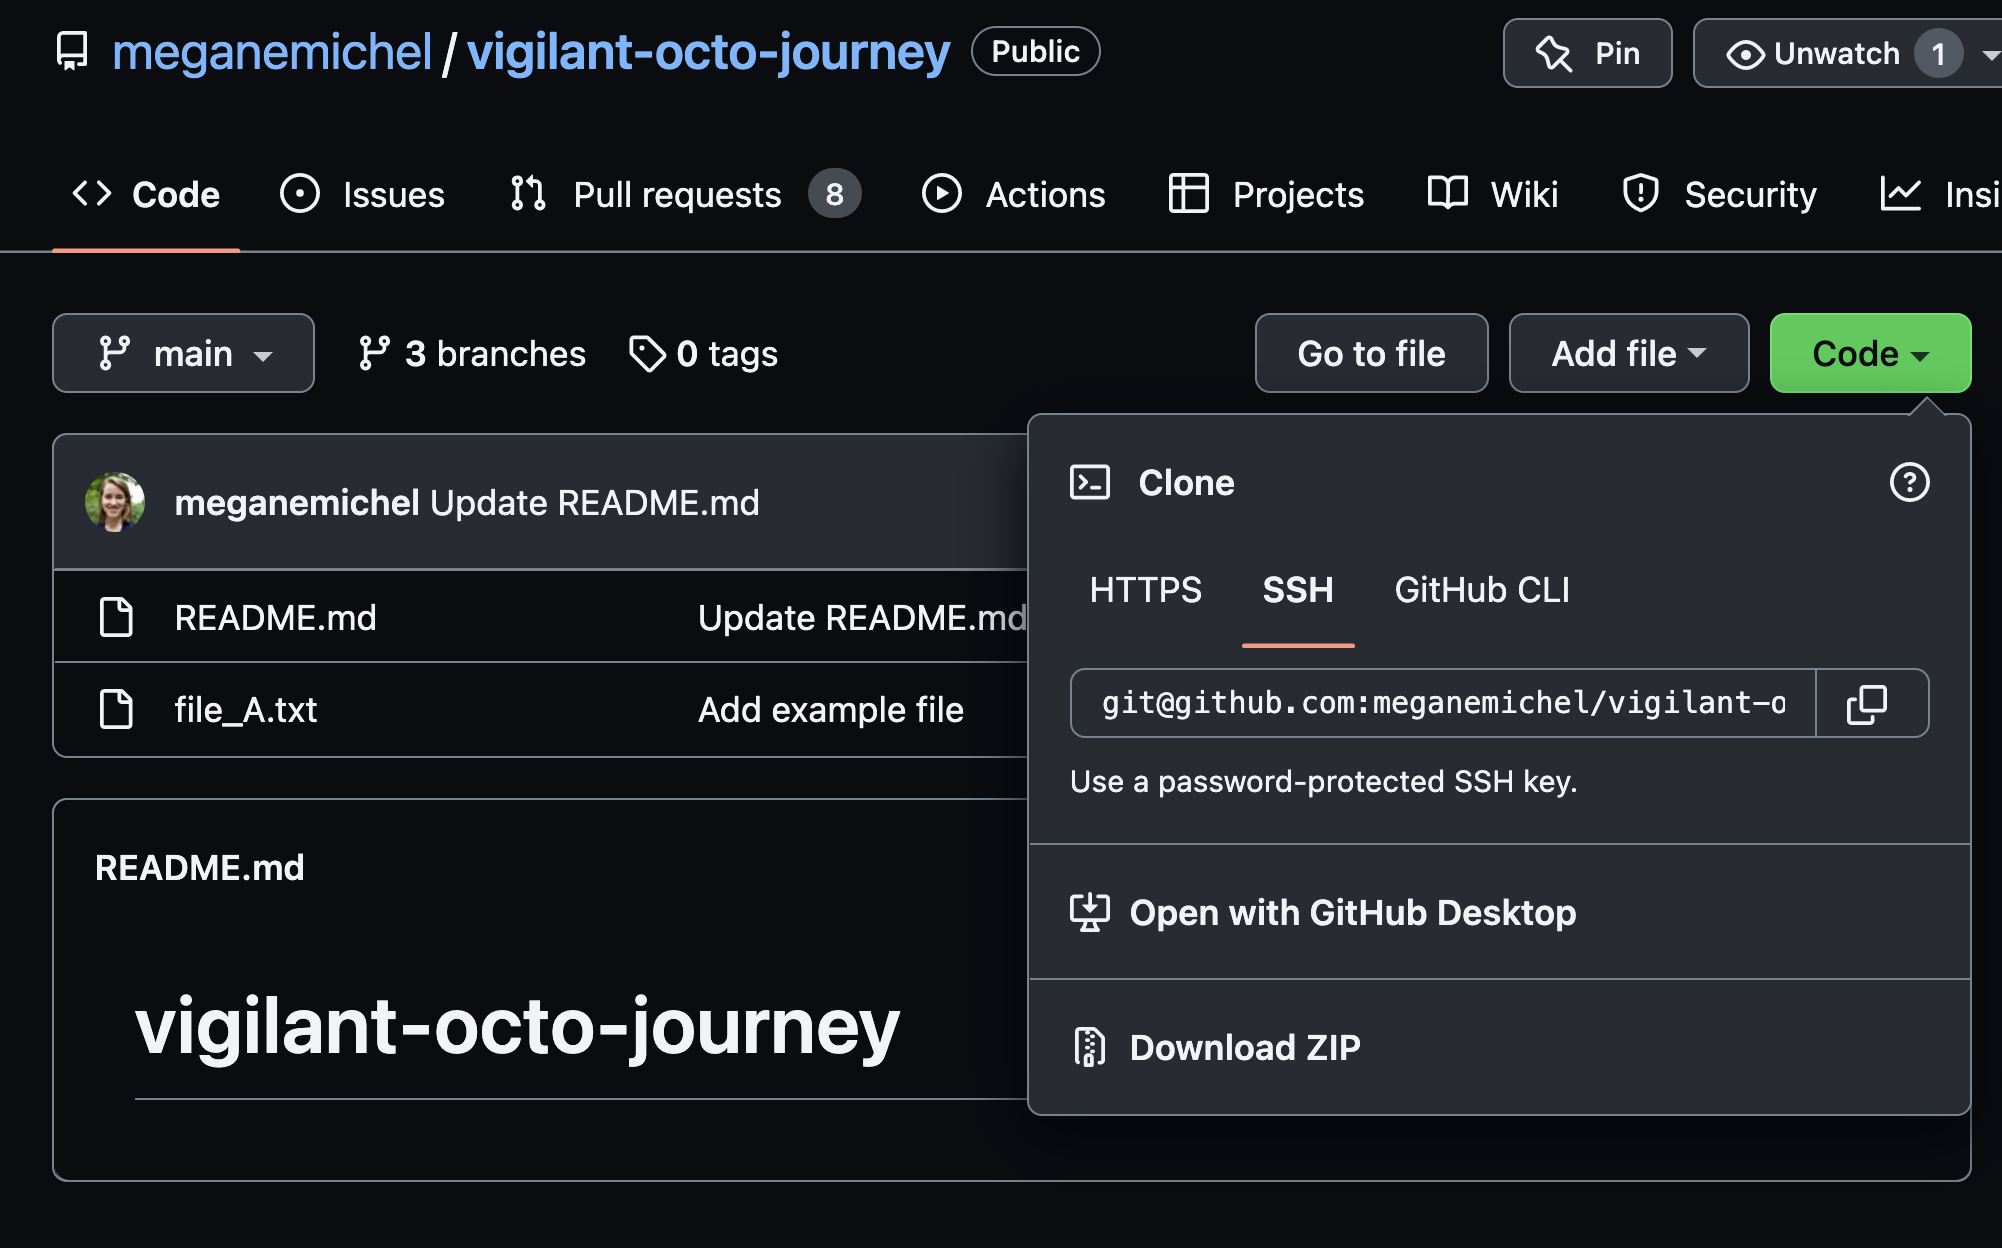 meganemichel / vigilant-octo-journey Public Pin Unwatch 1
Code Issues Pull requests 8 Actions Projects Wiki Security Insi
main 3 branches 0 tags Go to file Add file Code
meganemichel Update README.md
README.md Update README.md
file_A.txt Add example file
README.md
vigilant-octo-journey
Clone
HTTPS SSH GitHub CLI
git@github.com:meganemichel/vigilant-o
Use a password-protected SSH key.
Open with GitHub Desktop
Download ZIP